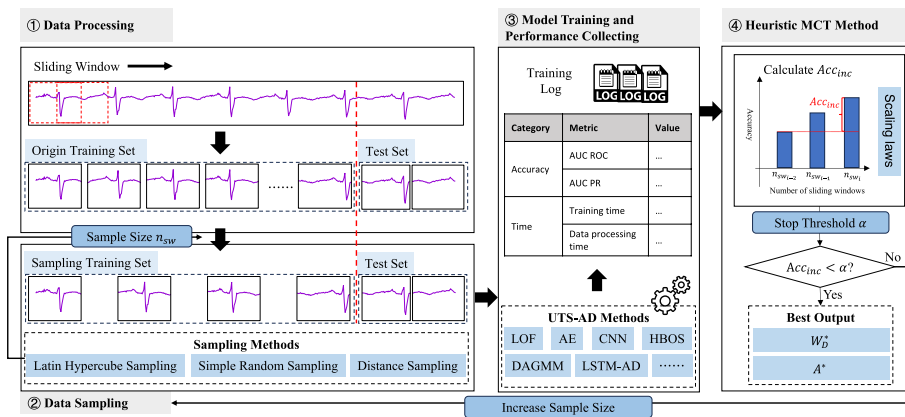 ① Data Processing
Sliding Window
Origin Training Set
Test Set
......
Sample Size n_sw
Sampling Training Set
Test Set
Sampling Methods
Latin Hypercube Sampling
Simple Random Sampling
Distance Sampling
② Data Sampling
③ Model Training and
Performance Collecting
Training
Log
LOG
LOG
LOG
Category Metric Value
Accuracy
AUC ROC ...
AUC PR ...
Time
Training time ...
Data processing
time ...
UTS-AD Methods
LOF AE CNN HBOS
DAGMM LSTM-AD ......
④ Heuristic MCT Method
Calculate Acc_inc
Acc_inc
Accuracy
n_sw_{i-2} n_sw_{i-1} n_sw_i
Number of sliding windows
Scaling laws
Stop Threshold α
Acc_inc < α?
No
Yes
Best Output
W_D^*
A^*
Increase Sample Size